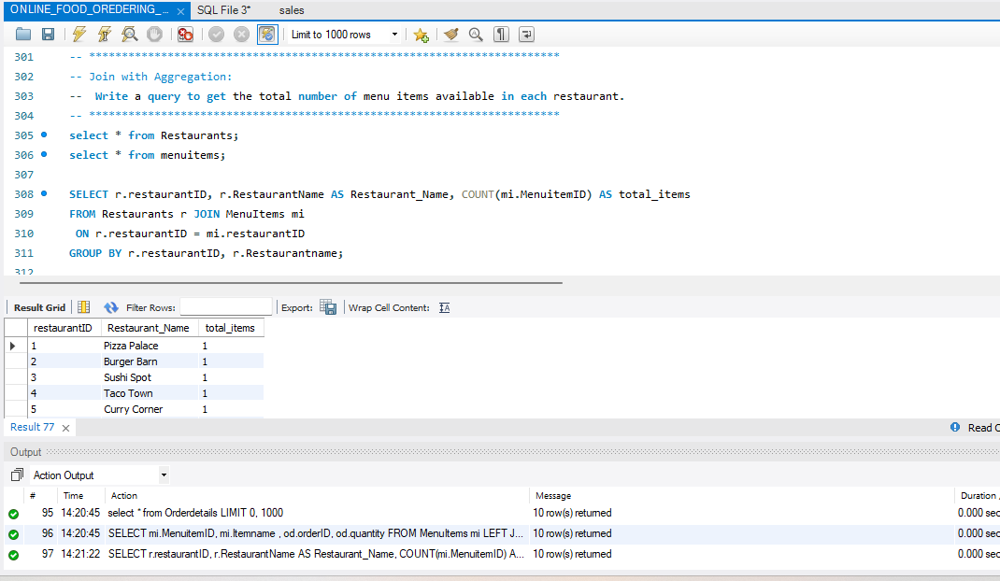 ONLINE_FOOD_OREDERING_... SQL File 3* sales
Limit to 1000 rows
301 -- ************************************************************************
302 -- Join with Aggregation:
303 -- Write a query to get the total number of menu items available in each restaurant.
304 -- ************************************************************************
305 select * from Restaurants;
306 select * from menuitems;
307
308 SELECT r.restaurantID, r.RestaurantName AS Restaurant_Name, COUNT(mi.MenuitemID) AS total_items
309 FROM Restaurants r JOIN MenuItems mi
310 ON r.restaurantID = mi.restaurantID
311 GROUP BY r.restaurantID, r.Restaurantname;
312
Result Grid Filter Rows: Export: Wrap Cell Content:
restaurantID Restaurant_Name total_items
1 Pizza Palace 1
2 Burger Barn 1
3 Sushi Spot 1
4 Taco Town 1
5 Curry Corner 1
Result 77 Read
Output
Action Output
# Time Action Message Duration
95 14:20:45 select * from Orderdetails LIMIT 0, 1000 10 row(s) returned 0.000 sec
96 14:20:45 SELECT mi.MenuitemID, mi.Itemname , od.orderID, od.quantity FROM MenuItems mi LEFT J... 10 row(s) returned 0.000 sec
97 14:21:22 SELECT r.restaurantID, r.RestaurantName AS Restaurant_Name, COUNT(mi.MenuitemID) A... 10 row(s) returned 0.000 sec